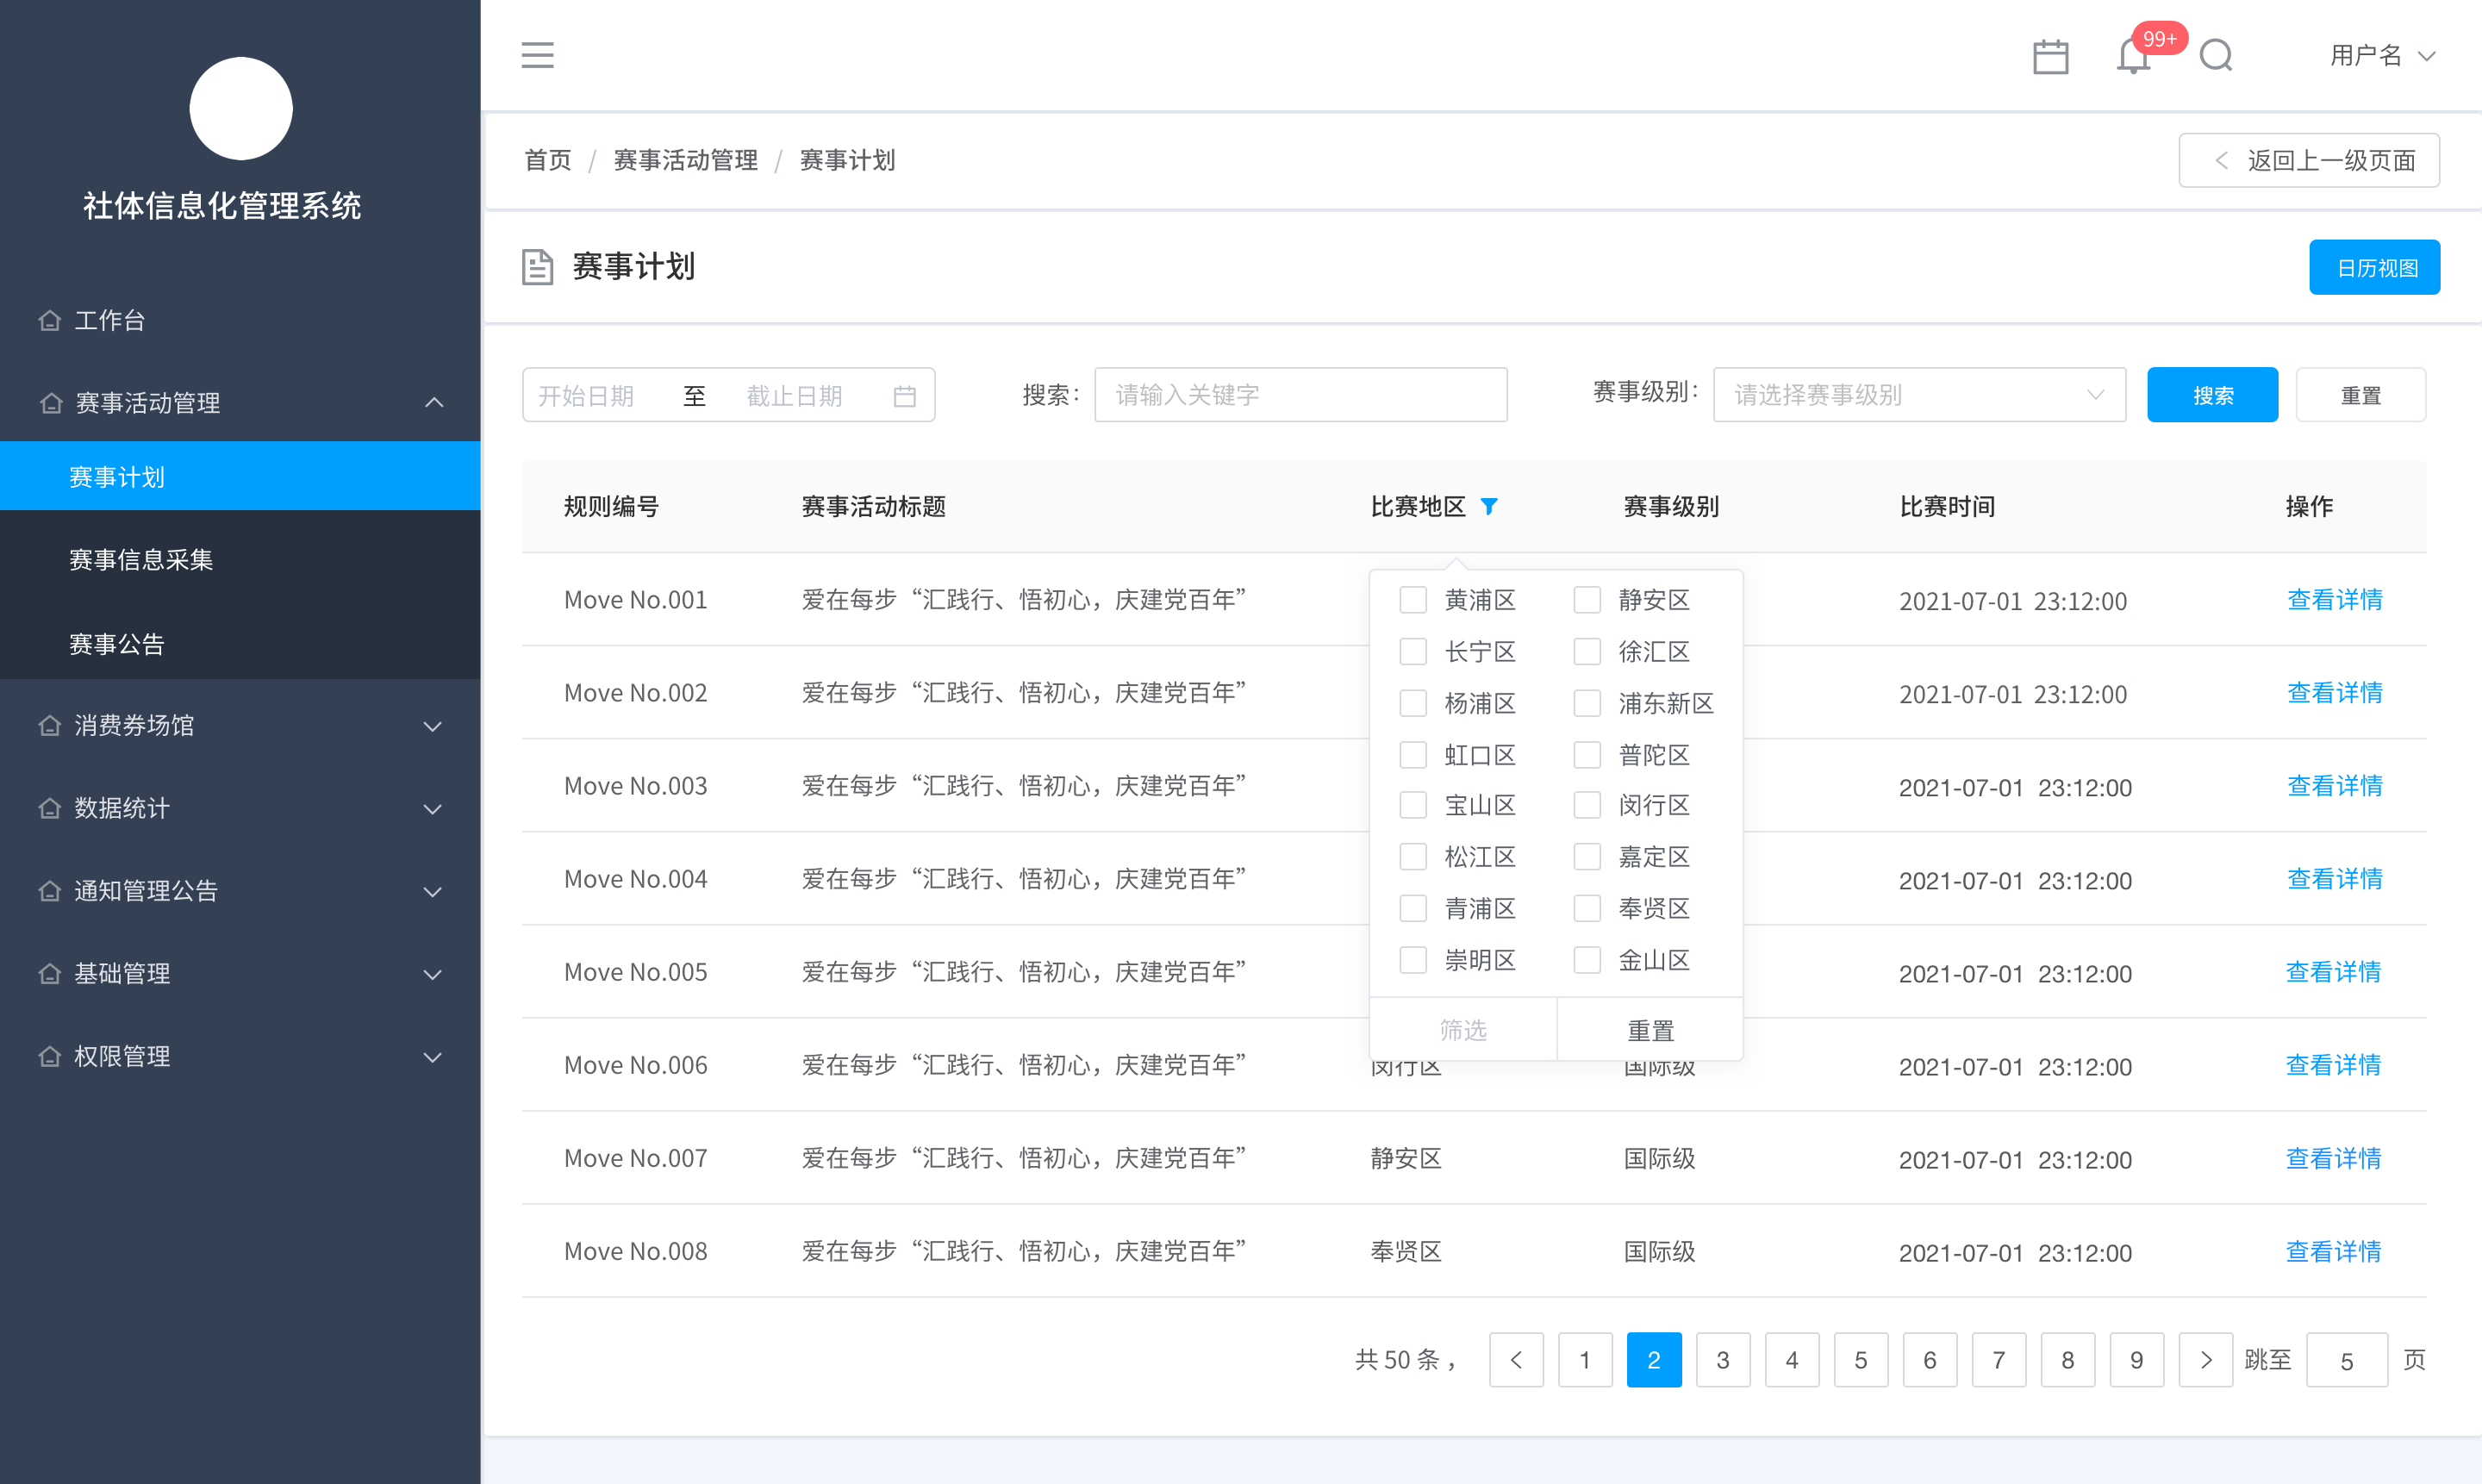 社体信息化管理系统
工作台
赛事活动管理
赛事计划
赛事信息采集
赛事公告
消费券场馆
数据统计
通知管理公告
基础管理
权限管理
99+
用户名
首页 / 赛事活动管理 / 赛事计划
返回上一级页面
赛事计划
日历视图
开始日期 至 截止日期
搜索: 请输入关键字
赛事级别: 请选择赛事级别
搜索 重置
规则编号 赛事活动标题 比赛地区 赛事级别 比赛时间 操作
Move No.001 爱在每步“汇践行、悟初心，庆建党百年” 2021-07-01 23:12:00 查看详情
Move No.002 爱在每步“汇践行、悟初心，庆建党百年” 2021-07-01 23:12:00 查看详情
Move No.003 爱在每步“汇践行、悟初心，庆建党百年” 2021-07-01 23:12:00 查看详情
Move No.004 爱在每步“汇践行、悟初心，庆建党百年” 2021-07-01 23:12:00 查看详情
Move No.005 爱在每步“汇践行、悟初心，庆建党百年” 2021-07-01 23:12:00 查看详情
Move No.006 爱在每步“汇践行、悟初心，庆建党百年” 闵行区 国际级 2021-07-01 23:12:00 查看详情
Move No.007 爱在每步“汇践行、悟初心，庆建党百年” 静安区 国际级 2021-07-01 23:12:00 查看详情
Move No.008 爱在每步“汇践行、悟初心，庆建党百年” 奉贤区 国际级 2021-07-01 23:12:00 查看详情
黄浦区 静安区
长宁区 徐汇区
杨浦区 浦东新区
虹口区 普陀区
宝山区 闵行区
松江区 嘉定区
青浦区 奉贤区
崇明区 金山区
筛选 重置
共 50 条， 1 2 3 4 5 6 7 8 9 跳至 5 页